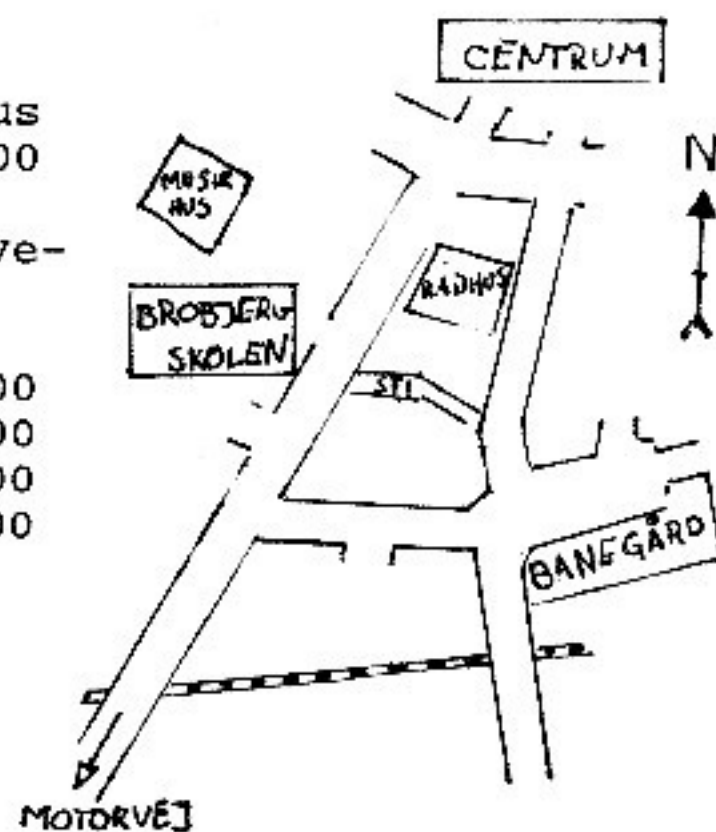 CENTRUM
us
00
N
MUSIK
HUS
ve-
RÅDHUS
BROBJERG
SKOLEN
STI
00
00
00
00
BANEGÅRD
MOTORVEJ